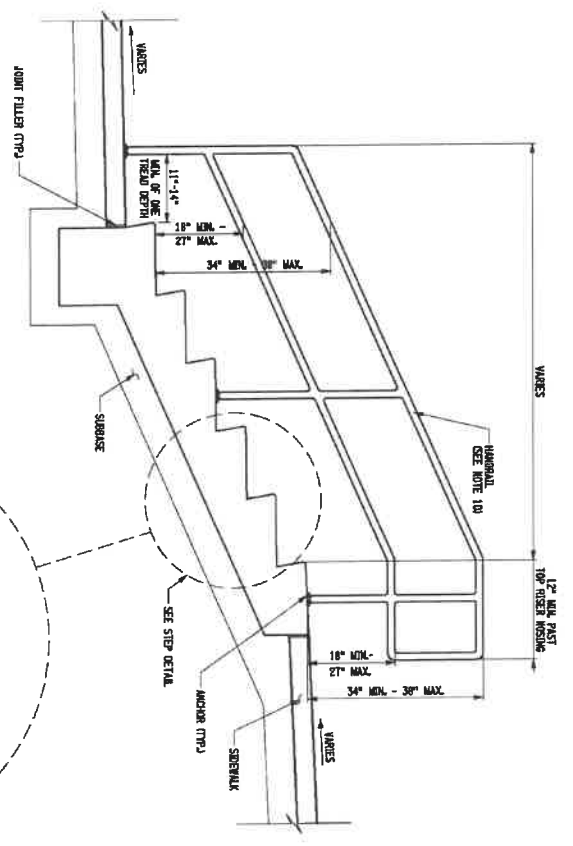 VARIES
VARIES
12" MIN. PAST
TOP RISER NOSING
HANDRAIL
(SEE NOTE 10)
11"-14"
MIN. OF ONE
TREAD DEPTH
18" MIN. -
27" MAX.
34" MIN. - 38" MAX.
JOINT FILLER (TYP.)
SUBBASE
SEE STEP DETAIL
ANCHOR (TYP.)
SIDEWALK
18" MIN.-
27" MAX.
34" MIN. - 38" MAX.
VARIES